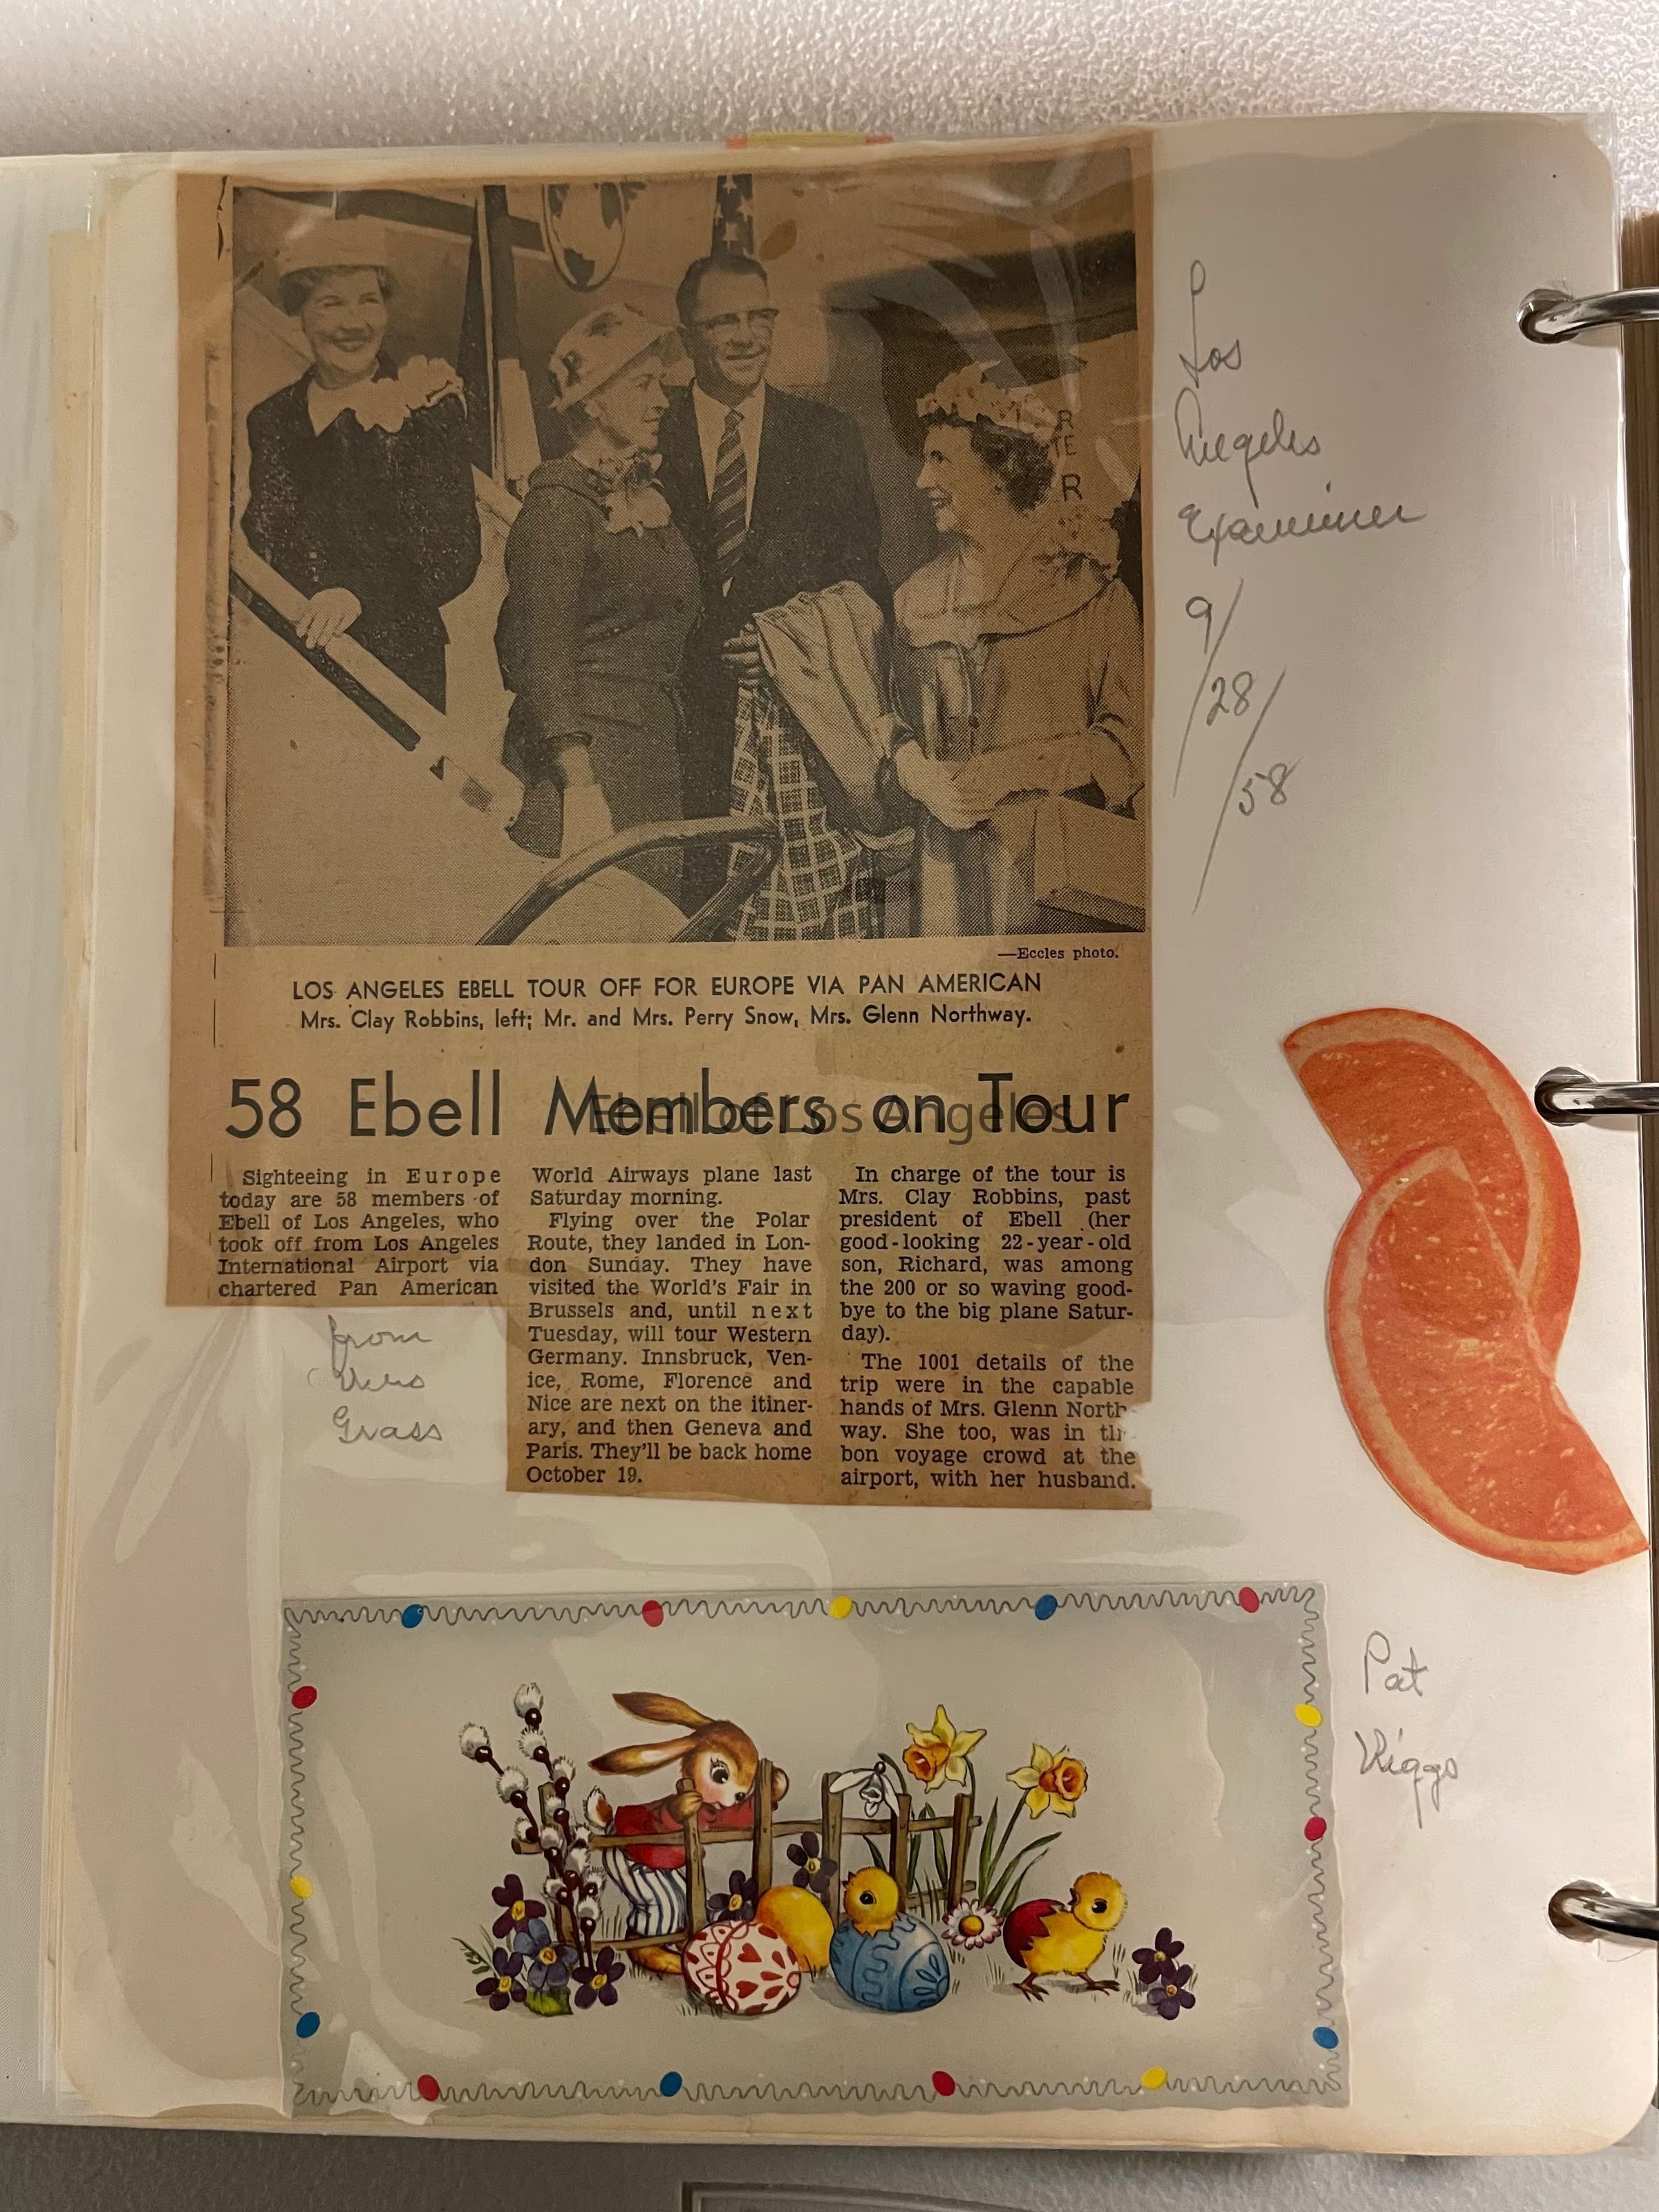 R
TE
R
Los
Angeles
Examiner
9/
28/
58
—Eccles photo.
LOS ANGELES EBELL TOUR OFF FOR EUROPE VIA PAN AMERICAN
Mrs. Clay Robbins, left; Mr. and Mrs. Perry Snow, Mrs. Glenn Northway.
58 Ebell Members on Tour
Ebell of Los Angeles
Sighteeing in Europe
today are 58 members of
Ebell of Los Angeles, who
took off from Los Angeles
International Airport via
chartered Pan American
World Airways plane last
Saturday morning.
Flying over the Polar
Route, they landed in Lon-
don Sunday. They have
visited the World's Fair in
Brussels and, until next
Tuesday, will tour Western
Germany. Innsbruck, Ven-
ice, Rome, Florence and
Nice are next on the itiner-
ary, and then Geneva and
Paris. They'll be back home
October 19.
In charge of the tour is
Mrs. Clay Robbins, past
president of Ebell (her
good-looking 22-year-old
son, Richard, was among
the 200 or so waving good-
bye to the big plane Satur-
day).
The 1001 details of the
trip were in the capable
hands of Mrs. Glenn North-
way. She too, was in the
bon voyage crowd at the
airport, with her husband.
from
Mrs
Grass
Pat
Riggs